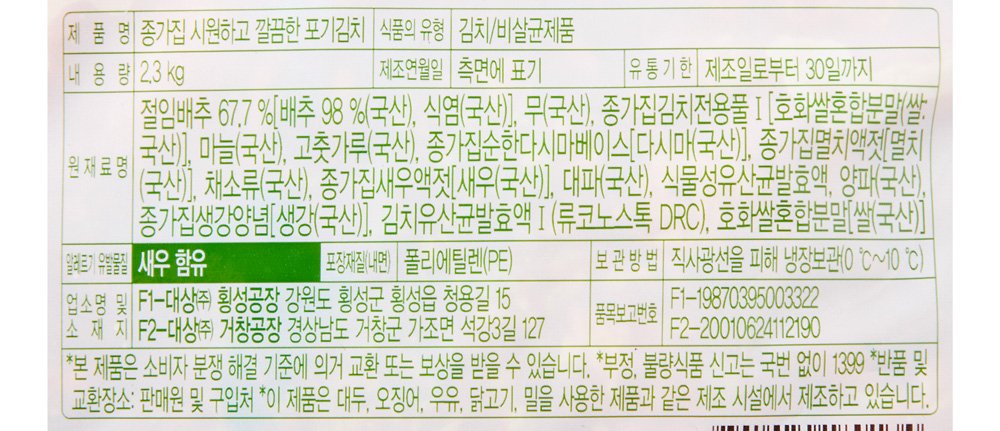 제 품 명 종가집 시원하고 깔끔한 포기김치 식품의 유형 김치/비살균제품
내 용 량 2.3 kg 제조연월일 측면에 표기 유 통 기 한 제조일로부터 30일까지
원 재 료 명
절임배추 67.7 %[배추 98 %(국산), 식염(국산)], 무(국산), 종가집김치전용풀Ⅰ[호화쌀혼합분말(쌀:
국산)], 마늘(국산), 고춧가루(국산), 종가집순한다시마베이스[다시마(국산)], 종가집멸치액젓[멸치
(국산)], 채소류(국산), 종가집새우액젓[새우(국산)], 대파(국산), 식물성유산균발효액, 양파(국산),
종가집생강양념[생강(국산)], 김치유산균발효액Ⅰ(류코노스톡 DRC), 호화쌀혼합분말[쌀(국산)]
알레르기 유발물질 새우 함유 포장재질(내면) 폴리에틸렌(PE) 보 관 방 법 직사광선을 피해 냉장보관(0 ℃~10 ℃)
업소명 및
소 재 지
F1-대상㈜ 횡성공장 강원도 횡성군 횡성읍 청용길 15
F2-대상㈜ 거창공장 경상남도 거창군 가조면 석강3길 127
품목보고번호
F1-19870395003322
F2-20010624112190
*본 제품은 소비자 분쟁 해결 기준에 의거 교환 또는 보상을 받을 수 있습니다. *부정, 불량식품 신고는 국번 없이 1399 *반품 및
교환장소: 판매원 및 구입처 *이 제품은 대두, 오징어, 우유, 닭고기, 밀을 사용한 제품과 같은 제조 시설에서 제조하고 있습니다.